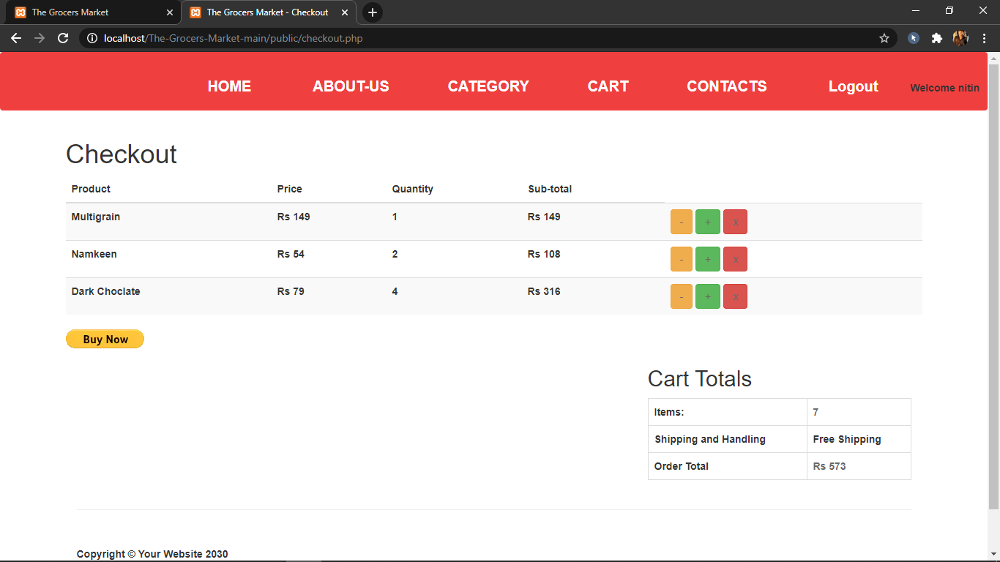 The Grocers Market
The Grocers Market - Checkout
localhost/The-Grocers-Market-main/public/checkout.php
HOME ABOUT-US CATEGORY CART CONTACTS Logout Welcome nitin
Checkout
Product Price Quantity Sub-total
Multigrain Rs 149 1 Rs 149 - + x
Namkeen Rs 54 2 Rs 108 - + x
Dark Choclate Rs 79 4 Rs 316 - + x
Buy Now
Cart Totals
Items: 7
Shipping and Handling Free Shipping
Order Total Rs 573
Copyright © Your Website 2030